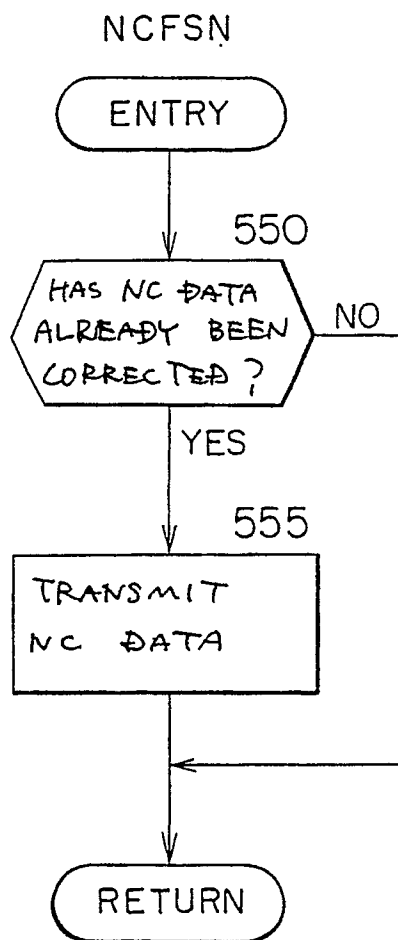 NCFSN
ENTRY
550
HAS NC DATA
ALREADY BEEN
CORRECTED?
NO
YES
555
TRANSMIT
NC DATA
RETURN